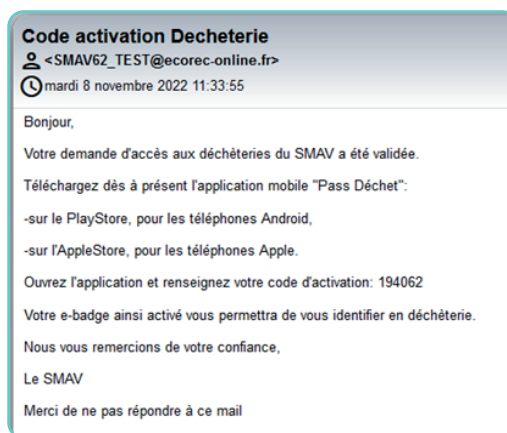 Code activation Decheterie
<SMAV62_TEST@ecorec-online.fr>
mardi 8 novembre 2022 11:33:55
Bonjour,
Votre demande d'accès aux déchèteries du SMAV a été validée.
Téléchargez dès à présent l'application mobile "Pass Déchet":
-sur le PlayStore, pour les téléphones Android,
-sur l'AppleStore, pour les téléphones Apple.
Ouvrez l'application et renseignez votre code d'activation: 194062
Votre e-badge ainsi activé vous permettra de vous identifier en déchèterie.
Nous vous remercions de votre confiance,
Le SMAV
Merci de ne pas répondre à ce mail